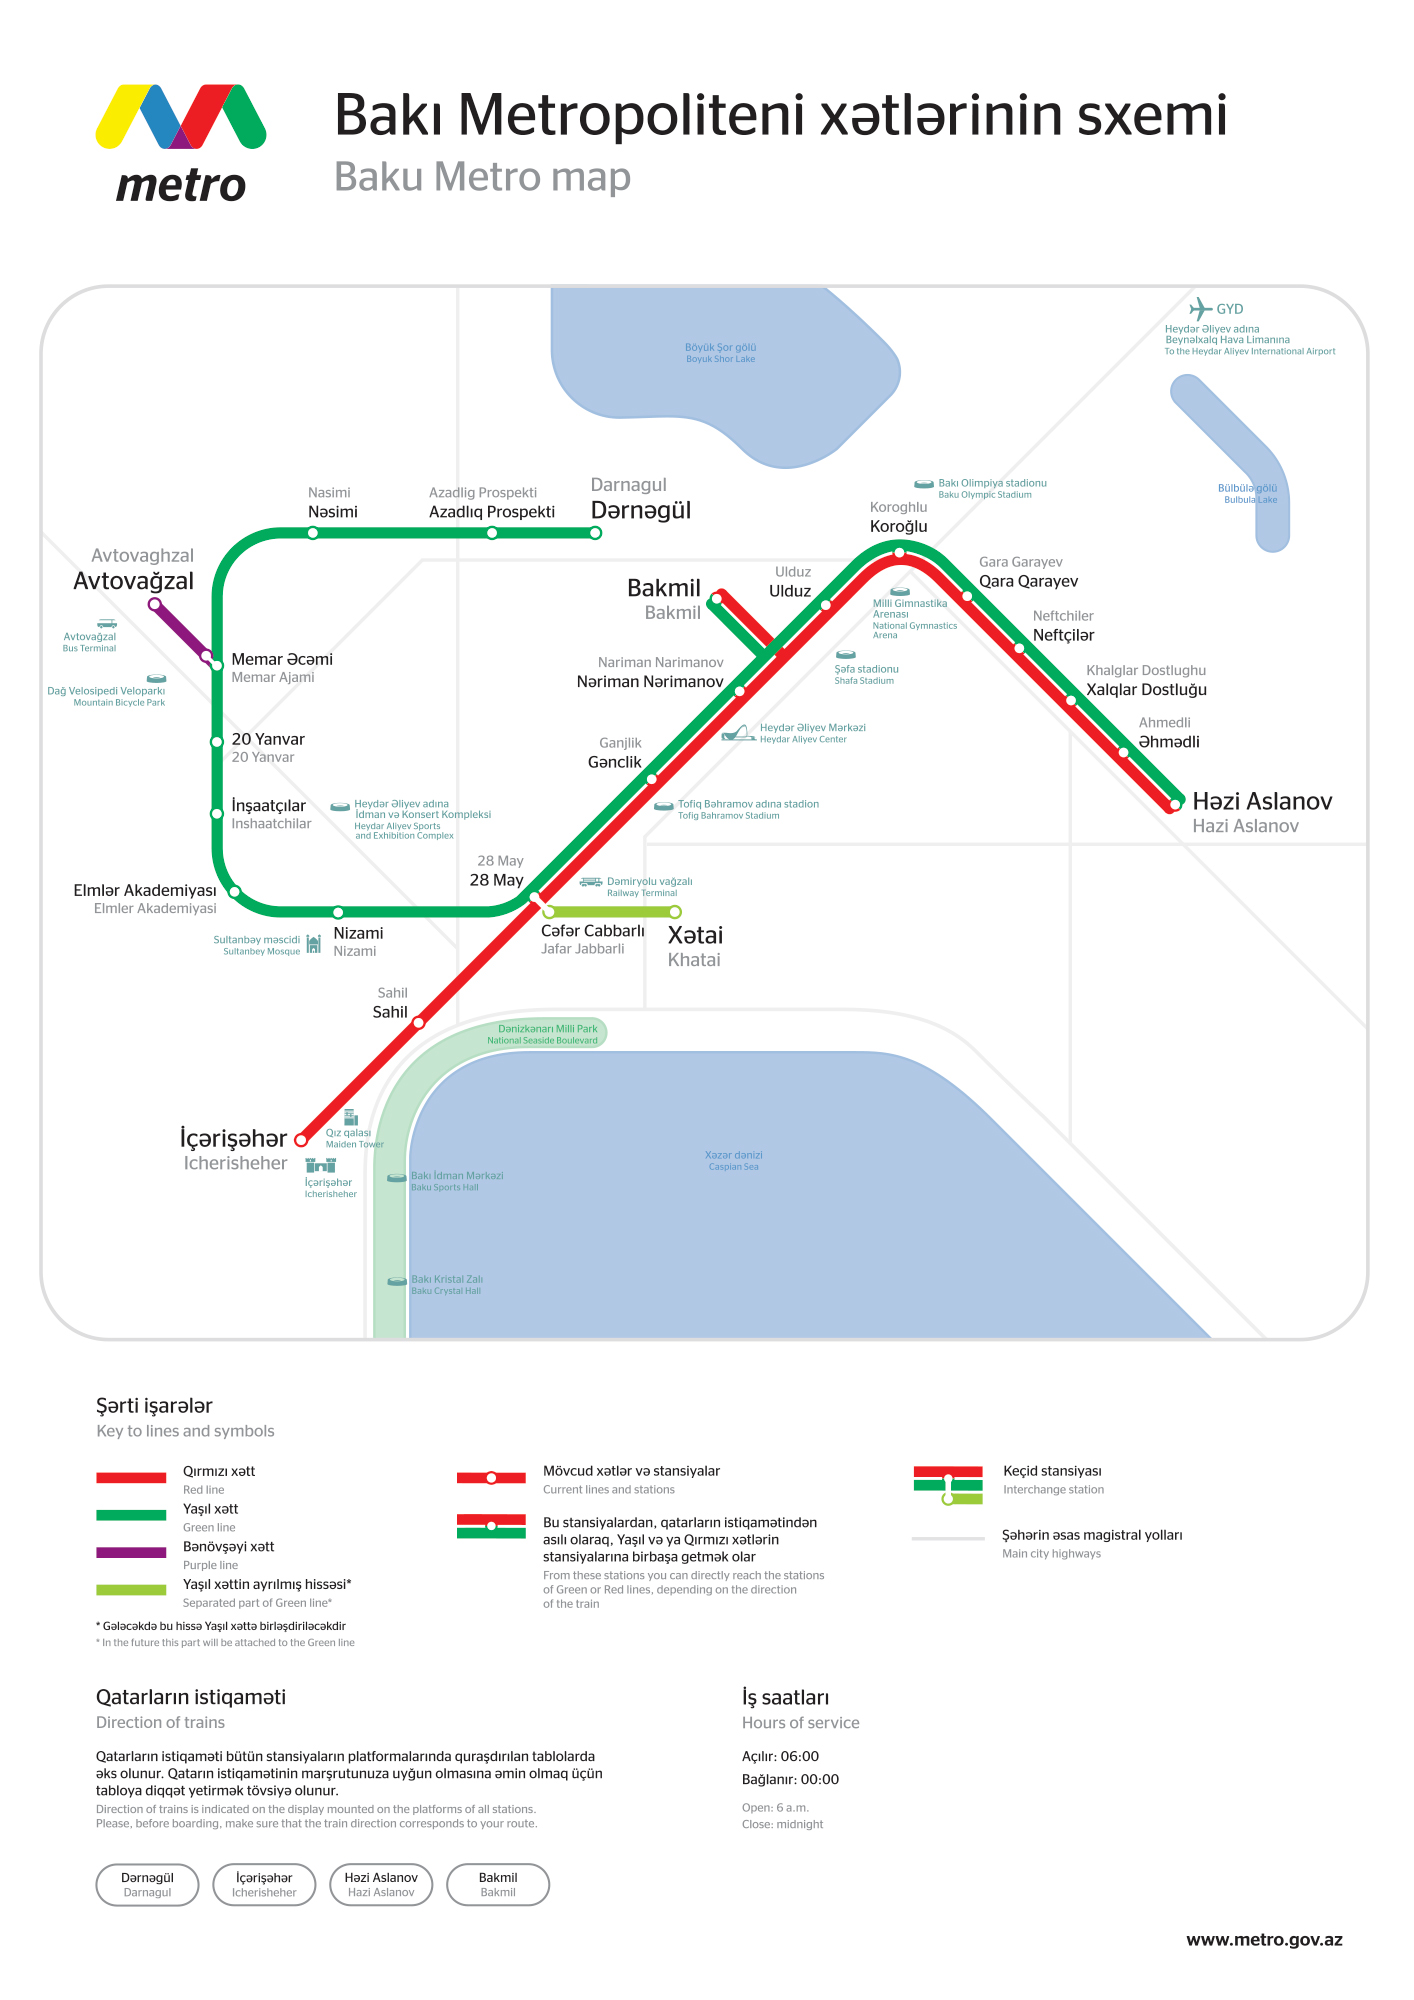 metro
Bakı Metropoliteni xətlərinin sxemi
Baku Metro map
GYD
Heydər Əliyev adına
Beynəlxalq Hava Limanına
To the Heydar Aliyev International Airport
Böyük Şor gölü
Boyuk Shor Lake
Bülbülə gölü
Bulbula Lake
Bakı Olimpiya stadionu
Baku Olympic Stadium
Nasimi
Nəsimi
Azadlig Prospekti
Azadlıq Prospekti
Darnagul
Dərnəgül
Koroghlu
Koroğlu
Avtovaghzal
Avtovağzal
Bakmil
Bakmil
Ulduz
Ulduz
Gara Garayev
Qara Qarayev
Milli Gimnastika
Arenası
National Gymnastics
Arena
Neftchiler
Neftçilər
Avtovağzal
Bus Terminal
Memar Əcəmi
Memar Ajami
Nariman Narimanov
Nəriman Nərimanov
Şəfa stadionu
Shafa Stadium
Khalglar Dostlughu
Xalqlar Dostluğu
Dağ Velosipedi Veloparkı
Mountain Bicycle Park
20 Yanvar
20 Yanvar
Ganjlik
Gənclik
Heydər Əliyev Mərkəzi
Heydar Aliyev Center
Ahmedli
Əhmədli
İnşaatçılar
Inshaatchilar
Heydər Əliyev adına
İdman və Konsert Kompleksi
Heydar Aliyev Sports
and Exhibition Complex
Tofiq Bəhramov adına stadion
Tofig Bahramov Stadium
Həzi Aslanov
Hazi Aslanov
28 May
28 May
Dəmiryolu vağzalı
Railway Terminal
Elmlər Akademiyası
Elmler Akademiyasi
Nizami
Nizami
Sultanbəy məscidi
Sultanbey Mosque
Cəfər Cabbarlı
Jafar Jabbarli
Xətai
Khatai
Sahil
Sahil
Dənizkənarı Milli Park
National Seaside Boulevard
İçərişəhər
Icherisheher
Qız qalası
Maiden Tower
İçərişəhər
Icherisheher
Xəzər dənizi
Caspian Sea
Bakı İdman Mərkəzi
Baku Sports Hall
Bakı Kristal Zalı
Baku Crystal Hall
Şərti işarələr
Key to lines and symbols
Qırmızı xətt
Red line
Yaşıl xətt
Green line
Bənövşəyi xətt
Purple line
Yaşıl xəttin ayrılmış hissəsi*
Separated part of Green line*
* Gələcəkdə bu hissə Yaşıl xəttə birləşdiriləcəkdir
* In the future this part will be attached to the Green line
Mövcud xətlər və stansiyalar
Current lines and stations
Bu stansiyalardan, qatarların istiqamətindən
asılı olaraq, Yaşıl və ya Qırmızı xətlərin
stansiyalarına birbaşa getmək olar
From these stations you can directly reach the stations
of Green or Red lines, depending on the direction
of the train
Keçid stansiyası
Interchange station
Şəhərin əsas magistral yolları
Main city highways
Qatarların istiqaməti
Direction of trains
Qatarların istiqaməti bütün stansiyaların platformalarında quraşdırılan tablolarda
əks olunur. Qatarın istiqamətinin marşrutunuza uyğun olmasına əmin olmaq üçün
tabloya diqqət yetirmək tövsiyə olunur.
Direction of trains is indicated on the display mounted on the platforms of all stations.
Please, before boarding, make sure that the train direction corresponds to your route.
İş saatları
Hours of service
Açılır: 06:00
Bağlanır: 00:00
Open: 6 a.m.
Close: midnight
Dərnəgül
Darnagul
İçərişəhər
Icherisheher
Həzi Aslanov
Hazi Aslanov
Bakmil
Bakmil
www.metro.gov.az